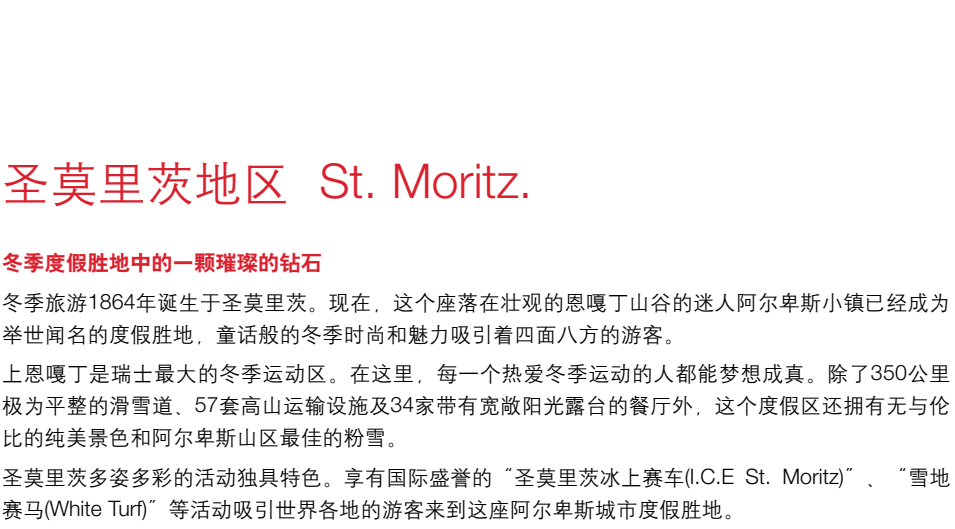 圣莫里茨地区 St. Moritz.
冬季度假胜地中的一颗璀璨的钻石
冬季旅游1864年诞生于圣莫里茨。现在，这个座落在壮观的恩嘎丁山谷的迷人阿尔卑斯小镇已经成为
举世闻名的度假胜地，童话般的冬季时尚和魅力吸引着四面八方的游客。
上恩嘎丁是瑞士最大的冬季运动区。在这里，每一个热爱冬季运动的人都能梦想成真。除了350公里
极为平整的滑雪道、57套高山运输设施及34家带有宽敞阳光露台的餐厅外，这个度假区还拥有无与伦
比的纯美景色和阿尔卑斯山区最佳的粉雪。
圣莫里茨多姿多彩的活动独具特色。享有国际盛誉的“圣莫里茨冰上赛车(I.C.E St. Moritz)”、“雪地
赛马(White Turf)”等活动吸引世界各地的游客来到这座阿尔卑斯城市度假胜地。